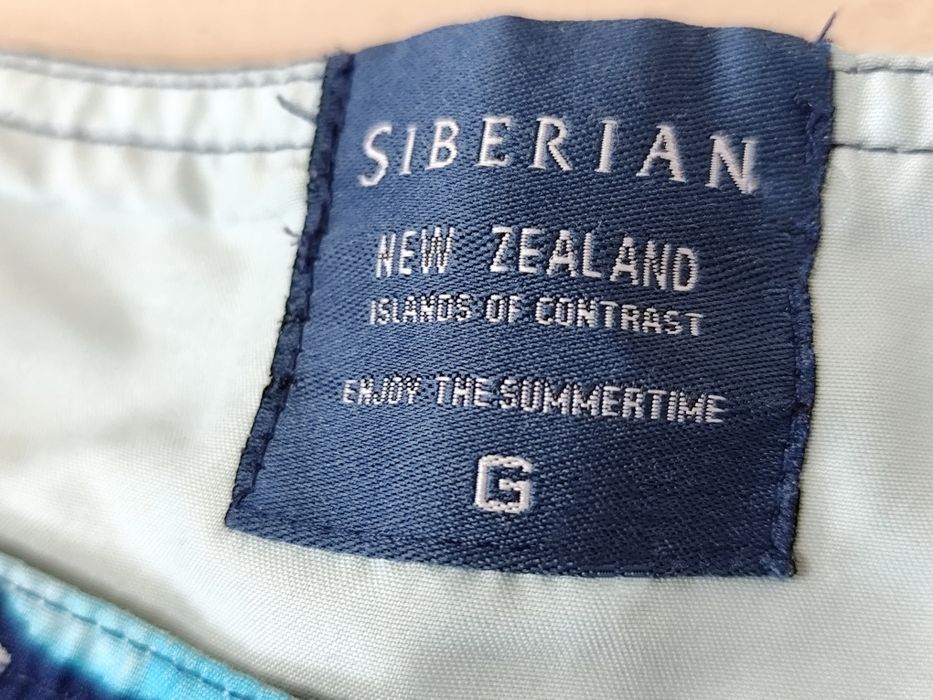 SIBERIAN
NEW ZEALAND
ISLANDS OF CONTRAST
ENJOY THE SUMMERTIME
G